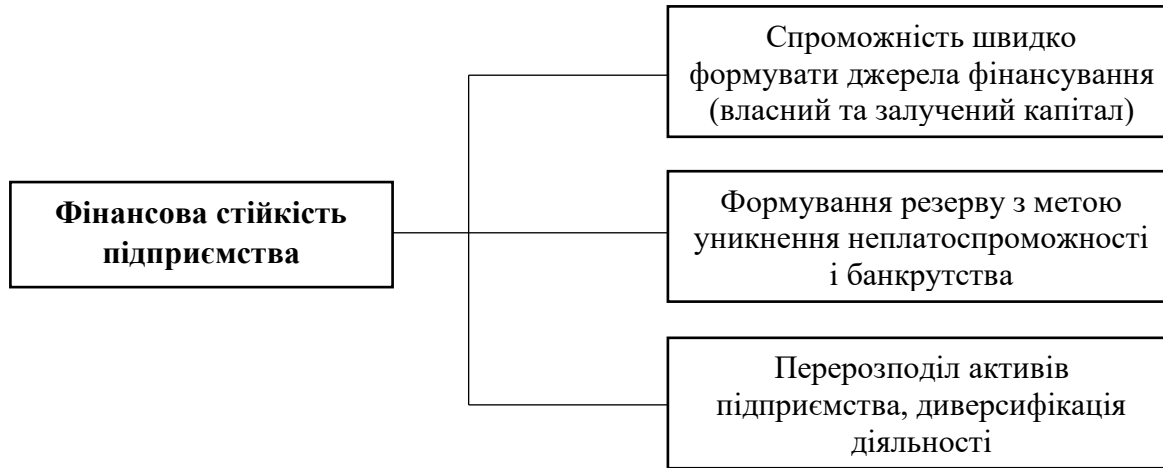 Фінансова стійкість
підприємства
Спроможність швидко
формувати джерела фінансування
(власний та залучений капітал)
Формування резерву з метою
уникнення неплатоспроможності
і банкрутства
Перерозподіл активів
підприємства, диверсифікація
діяльності